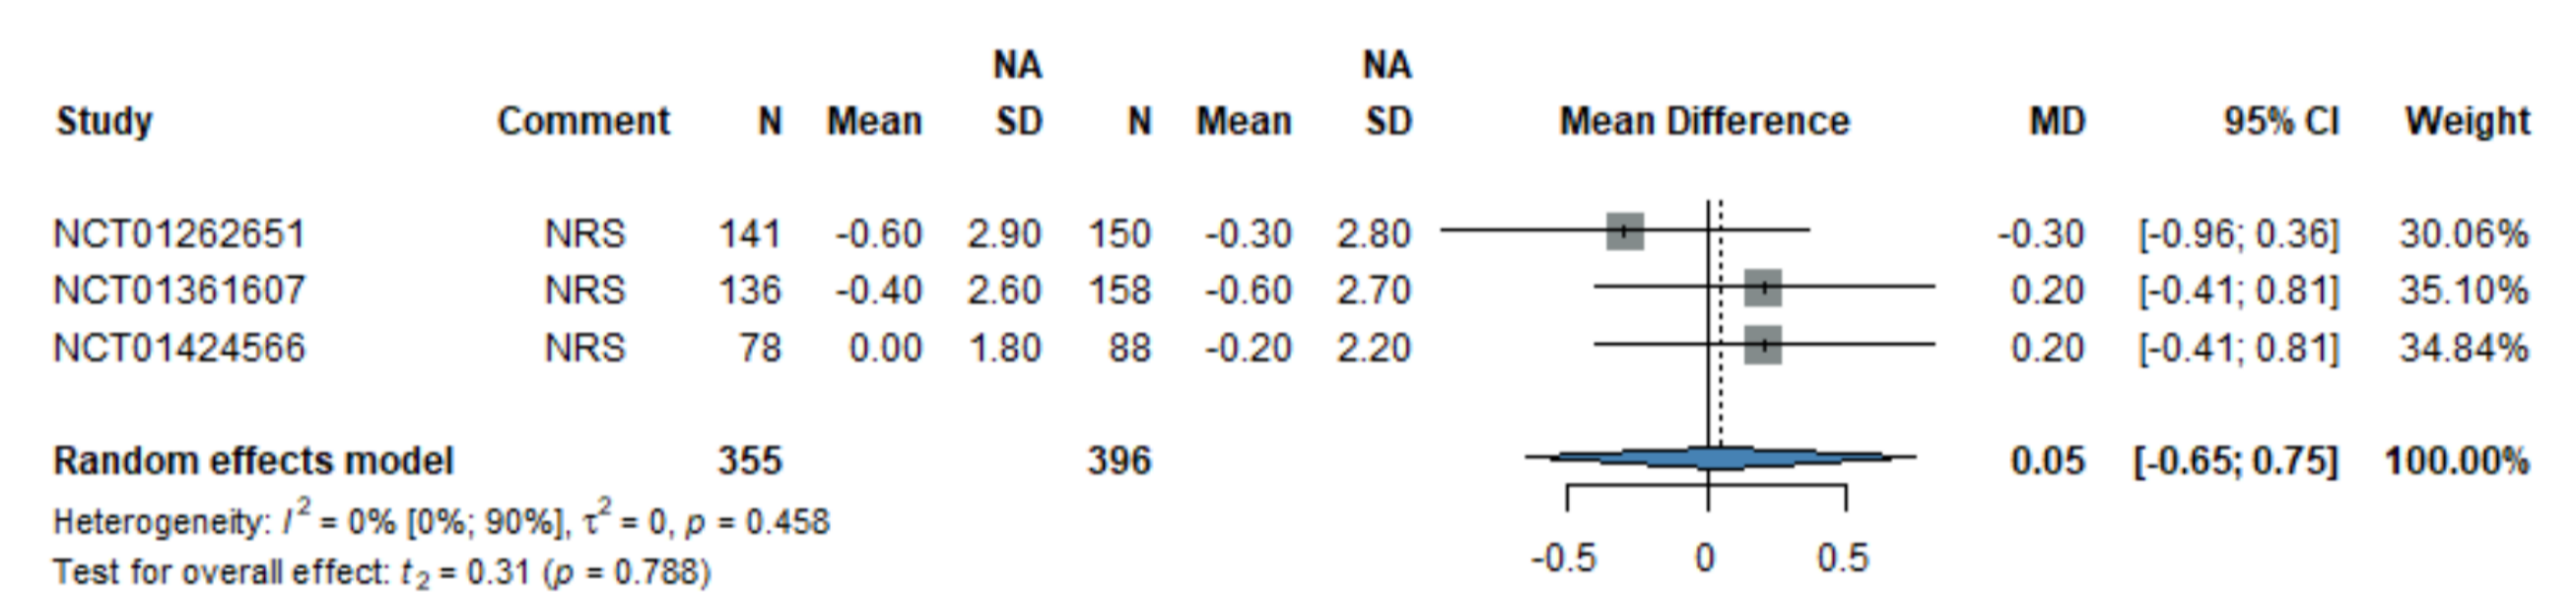 NA NA
Study Comment N Mean SD N Mean SD Mean Difference MD 95% CI Weight
NCT01262651 NRS 141 -0.60 2.90 150 -0.30 2.80 -0.30 [-0.96; 0.36] 30.06%
NCT01361607 NRS 136 -0.40 2.60 158 -0.60 2.70 0.20 [-0.41; 0.81] 35.10%
NCT01424566 NRS 78 0.00 1.80 88 -0.20 2.20 0.20 [-0.41; 0.81] 34.84%
Random effects model 355 396 0.05 [-0.65; 0.75] 100.00%
Heterogeneity: I² = 0% [0%; 90%], τ² = 0, p = 0.458
-0.5 0 0.5
Test for overall effect: t₂ = 0.31 (p = 0.788)